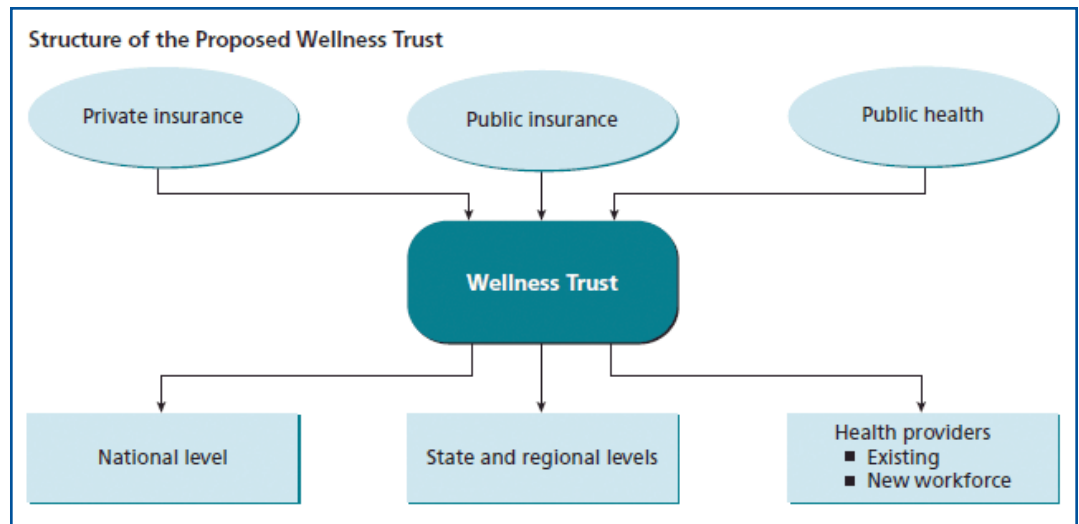 Structure of the Proposed Wellness Trust
Private insurance
Public insurance
Public health
Wellness Trust
National level
State and regional levels
Health providers
■ Existing
■ New workforce